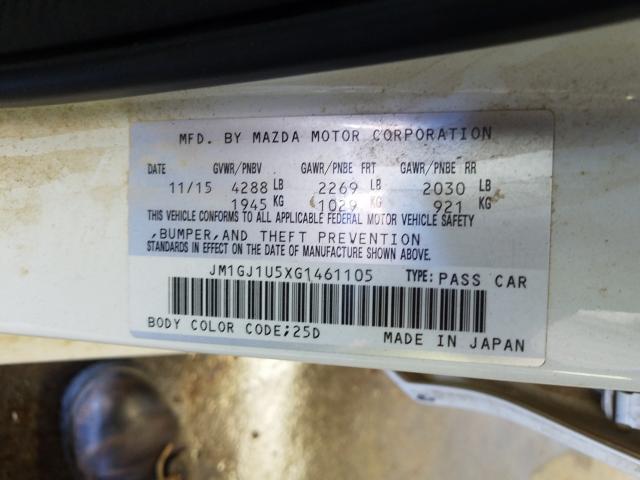 MFD. BY MAZDA MOTOR CORPORATION
DATE GVWR/PNBV GAWR/PNBE FRT GAWR/PNBE RR
11/15 4288 LB 2269 LB 2030 LB
1945 KG 1029 KG 921 KG
THIS VEHICLE CONFORMS TO ALL APPLICABLE FEDERAL MOTOR VEHICLE SAFETY
,BUMPER,AND THEFT PREVENTION
STANDARDS IN EFFECT ON THE DATE OF MANUFACTURE SHOWN ABOVE.
JM1GJ1U5XG1461105 TYPE: PASS CAR
BODY COLOR CODE;25D MADE IN JAPAN